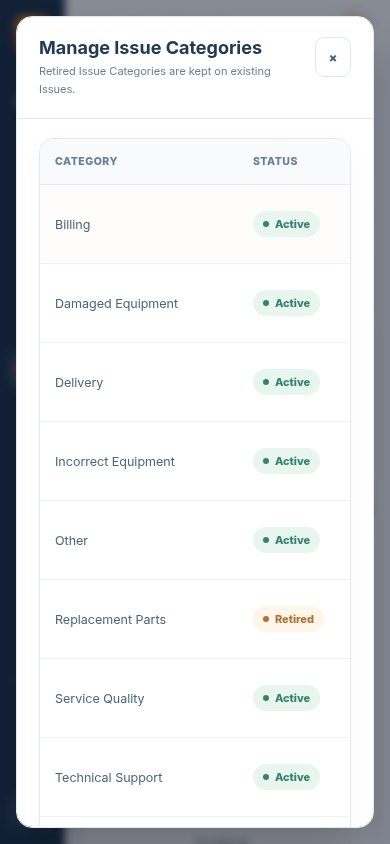 Manage Issue Categories
Retired Issue Categories are kept on existing
Issues.
×
CATEGORY STATUS
Billing Active
Damaged Equipment Active
Delivery Active
Incorrect Equipment Active
Other Active
Replacement Parts Retired
Service Quality Active
Technical Support Active